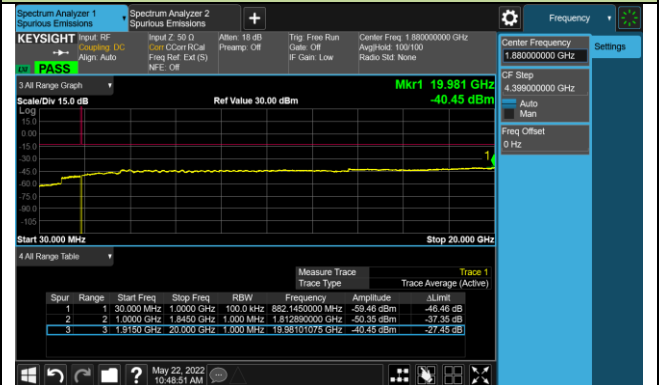 Spectrum Analyzer 1
Spurious Emissions
Spectrum Analyzer 2
Spurious Emissions
+
Frequency
KEYSIGHT
Input: RF
Coupling: DC
Align: Auto
Input Z: 50 Ω
Corr CCorr RCal
Freq Ref: Ext (S)
NFE: Off
Atten: 18 dB
Preamp: Off
Trig: Free Run
Gate: Off
IF Gain: Low
Center Freq: 1.880000000 GHz
Avg|Hold: 100/100
Radio Std: None
PASS
Center Frequency
1.880000000 GHz
Settings
CF Step
4.399000000 GHz
Auto
Man
Freq Offset
0 Hz
3 All Range Graph
Mkr1 19.981 GHz
Scale/Div 15.0 dB
Ref Value 30.00 dBm
-40.45 dBm
Log
15.0
0.00
-15.0
-30.0
1
-45.0
-60.0
-75.0
-90.0
-105
Start 30.000 MHz
Stop 20.000 GHz
4 All Range Table
Measure Trace Trace 1
Trace Type Trace Average (Active)
Spur Range Start Freq Stop Freq RBW Frequency Amplitude ΔLimit
1 1 30.000 MHz 1.0000 GHz 100.0 kHz 882.1450000 MHz -59.46 dBm -46.46 dB
2 2 1.0000 GHz 1.8450 GHz 1.000 MHz 1.812890000 GHz -50.35 dBm -37.35 dB
3 3 1.9150 GHz 20.000 GHz 1.000 MHz 19.98101075 GHz -40.45 dBm -27.45 dB
?
May 22, 2022
10:48:51 AM